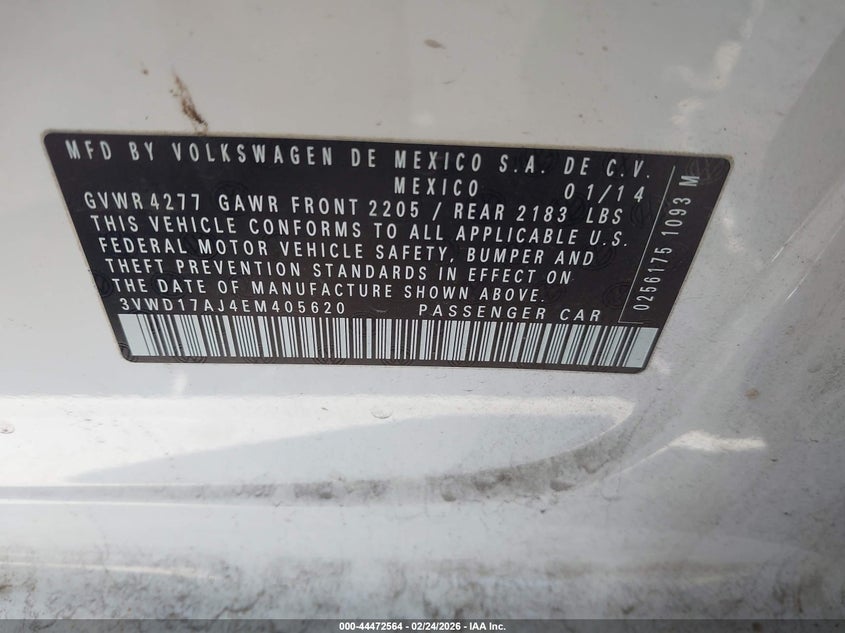 MFD BY VOLKSWAGEN DE MEXICO S.A. DE C.V.
MEXICO 01/14
GVWR 4277 GAWR FRONT 2205 / REAR 2183 LBS
THIS VEHICLE CONFORMS TO ALL APPLICABLE U.S.
FEDERAL MOTOR VEHICLE SAFETY, BUMPER AND
THEFT PREVENTION STANDARDS IN EFFECT ON
THE DATE OF MANUFACTURE SHOWN ABOVE.
3VWD17AJ4EM405620 PASSENGER CAR
0256175 1093 M
000-44472564 - 02/24/2026 - IAA Inc.